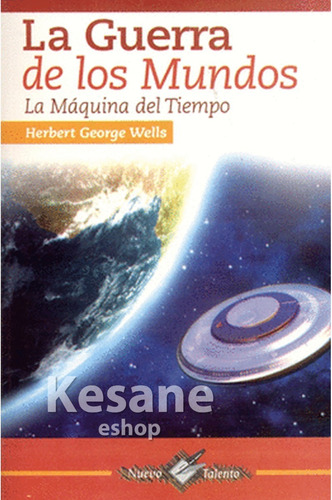 La Guerra
de los Mundos
La Máquina del Tiempo
Herbert George Wells
Kesane
eshop
Nuevo Talento